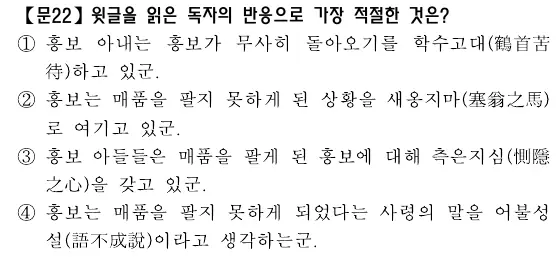 【문22】 윗글을 읽은 독자의 반응으로 가장 적절한 것은?
① 흥보 아내는 흥보가 무사히 돌아오기를 학수고대(鶴首苦
待)하고 있군.
② 흥보는 매품을 팔지 못하게 된 상황을 새옹지마(塞翁之馬)
로 여기고 있군.
③ 흥보 아들들은 매품을 팔게 된 흥보에 대해 측은지심(惻隱
之心)을 갖고 있군.
④ 흥보는 매품을 팔지 못하게 되었다는 사령의 말을 어불성
설(語不成說)이라고 생각하는군.